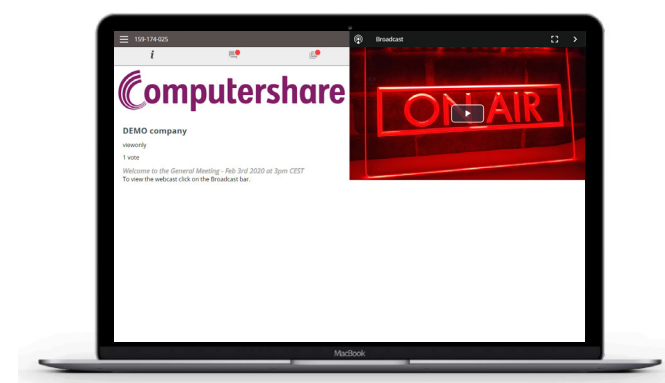 159-174-025
Broadcast
i
Computershare
ON AIR
DEMO company
viewonly
1 vote
Welcome to the General Meeting - Feb 3rd 2020 at 3pm CEST
To view the webcast click on the Broadcast bar.
MacBook